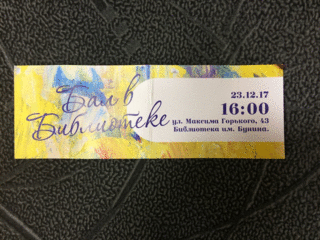 Бал в
Библиотеке
23.12.17
16:00
ул. Максима Горького, 43
Библиотека им. Бунина.